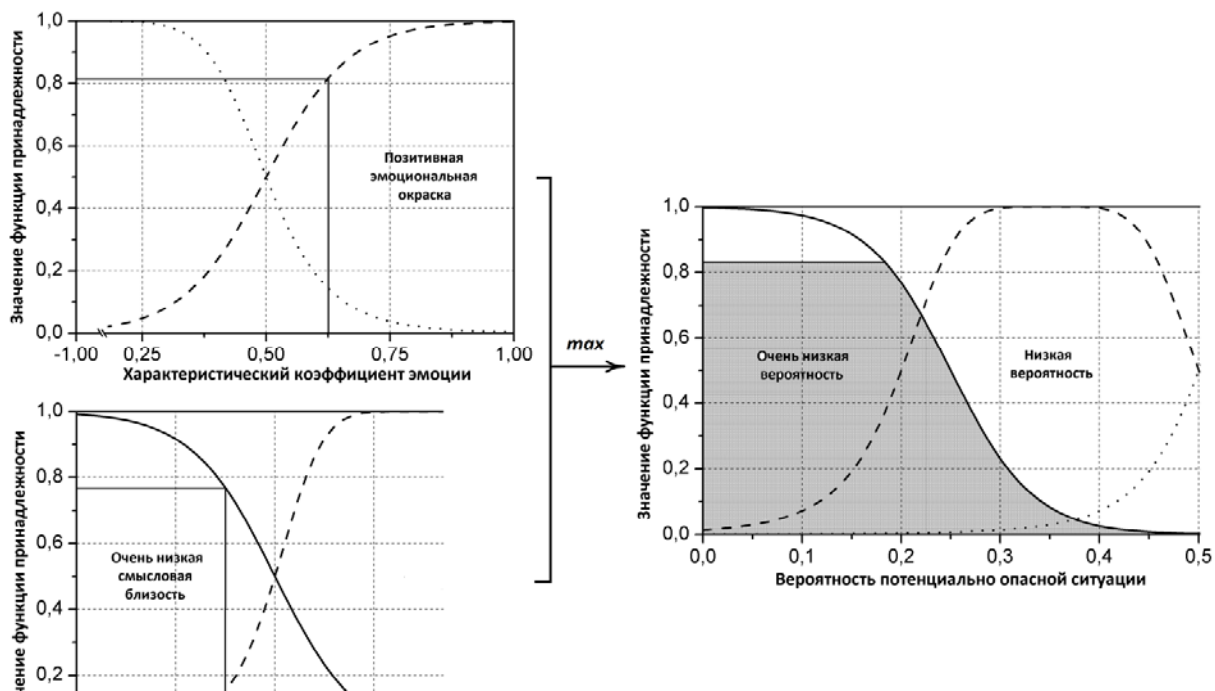 Значение функции принадлежности
1,0
0,8
0,6
0,4
0,2
0,0
Позитивная
эмоциональная
окраска
-1,00 0,25 0,50 0,75 1,00
Характеристический коэффициент эмоции
max
Значение функции принадлежности
1,0
0,8
0,6
0,4
0,2
0,0
Очень низкая
вероятность
Низкая
вероятность
0,0 0,1 0,2 0,3 0,4 0,5
Вероятность потенциально опасной ситуации
ение функции принадлежности
1,0
0,8
0,6
0,4
0,2
Очень низкая
смысловая
близость